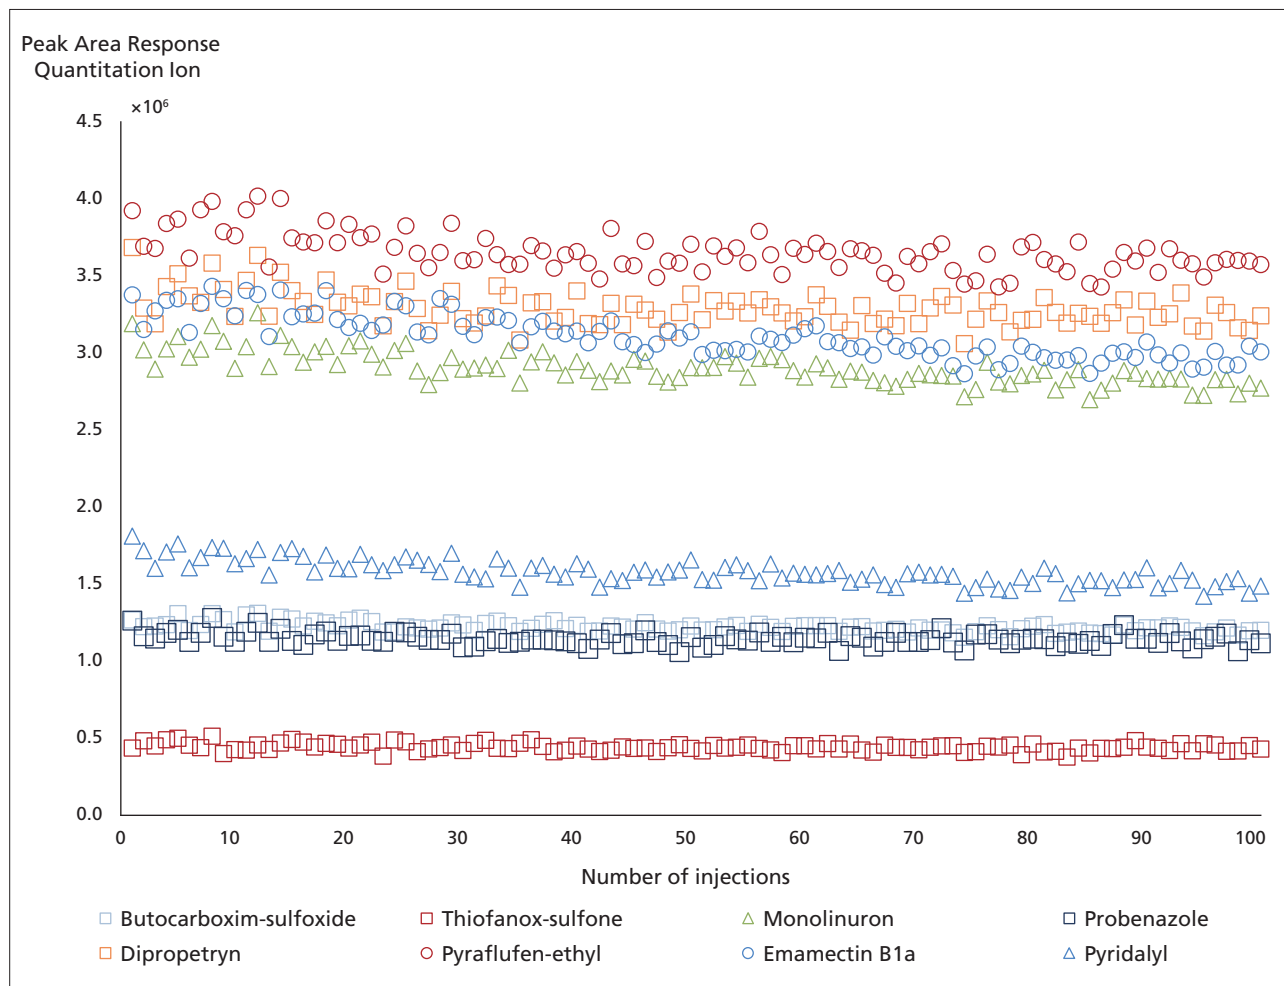 Peak Area Response
Quantitation Ion
×10⁶
4.5
4.0
3.5
3.0
2.5
2.0
1.5
1.0
0.5
0.0
0 10 20 30 40 50 60 70 80 90 100
Number of injections
Butocarboxim-sulfoxide Thiofanox-sulfone Monolinuron Probenazole
Dipropetryn Pyraflufen-ethyl Emamectin B1a Pyridalyl